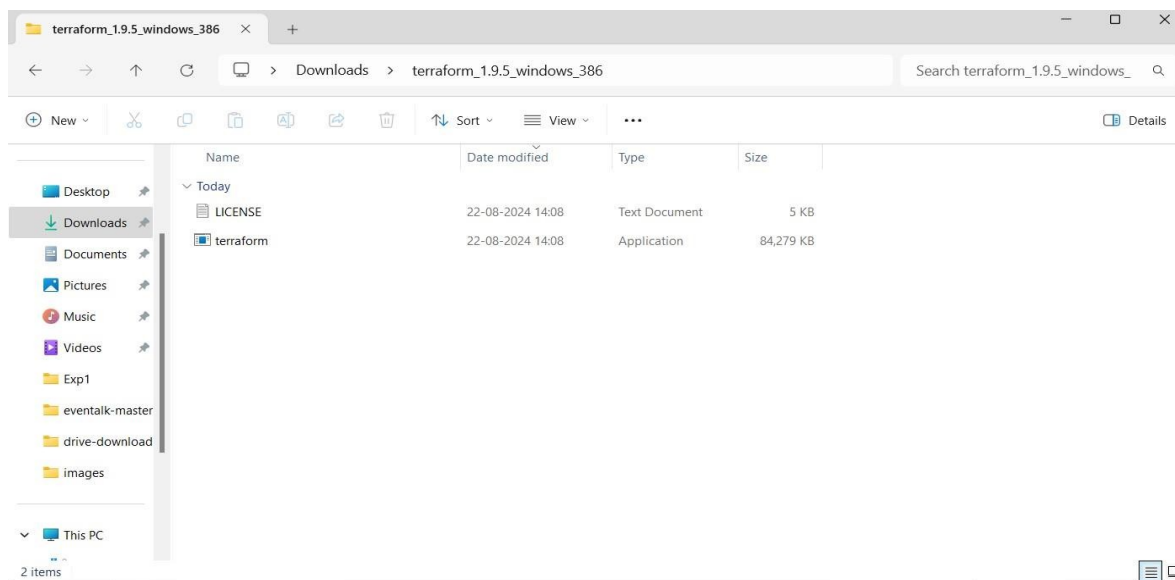 terraform_1.9.5_windows_386
Downloads > terraform_1.9.5_windows_386
Search terraform_1.9.5_windows_
New
Sort
View
Details
Name Date modified Type Size
Today
LICENSE 22-08-2024 14:08 Text Document 5 KB
terraform 22-08-2024 14:08 Application 84,279 KB
Desktop
Downloads
Documents
Pictures
Music
Videos
Exp1
eventalk-master
drive-download
images
This PC
2 items